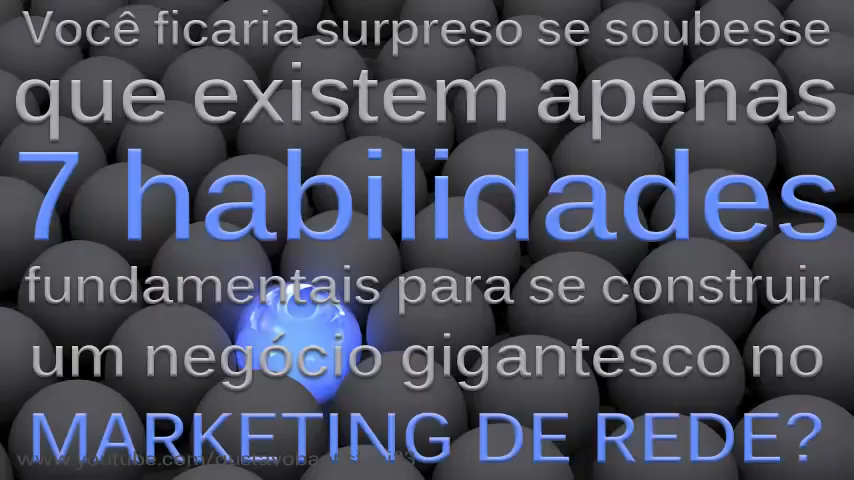 Você ficaria surpreso se soubesse
que existem apenas
7 habilidades
fundamentais para se construir
um negócio gigantesco no
MARKETING DE REDE?